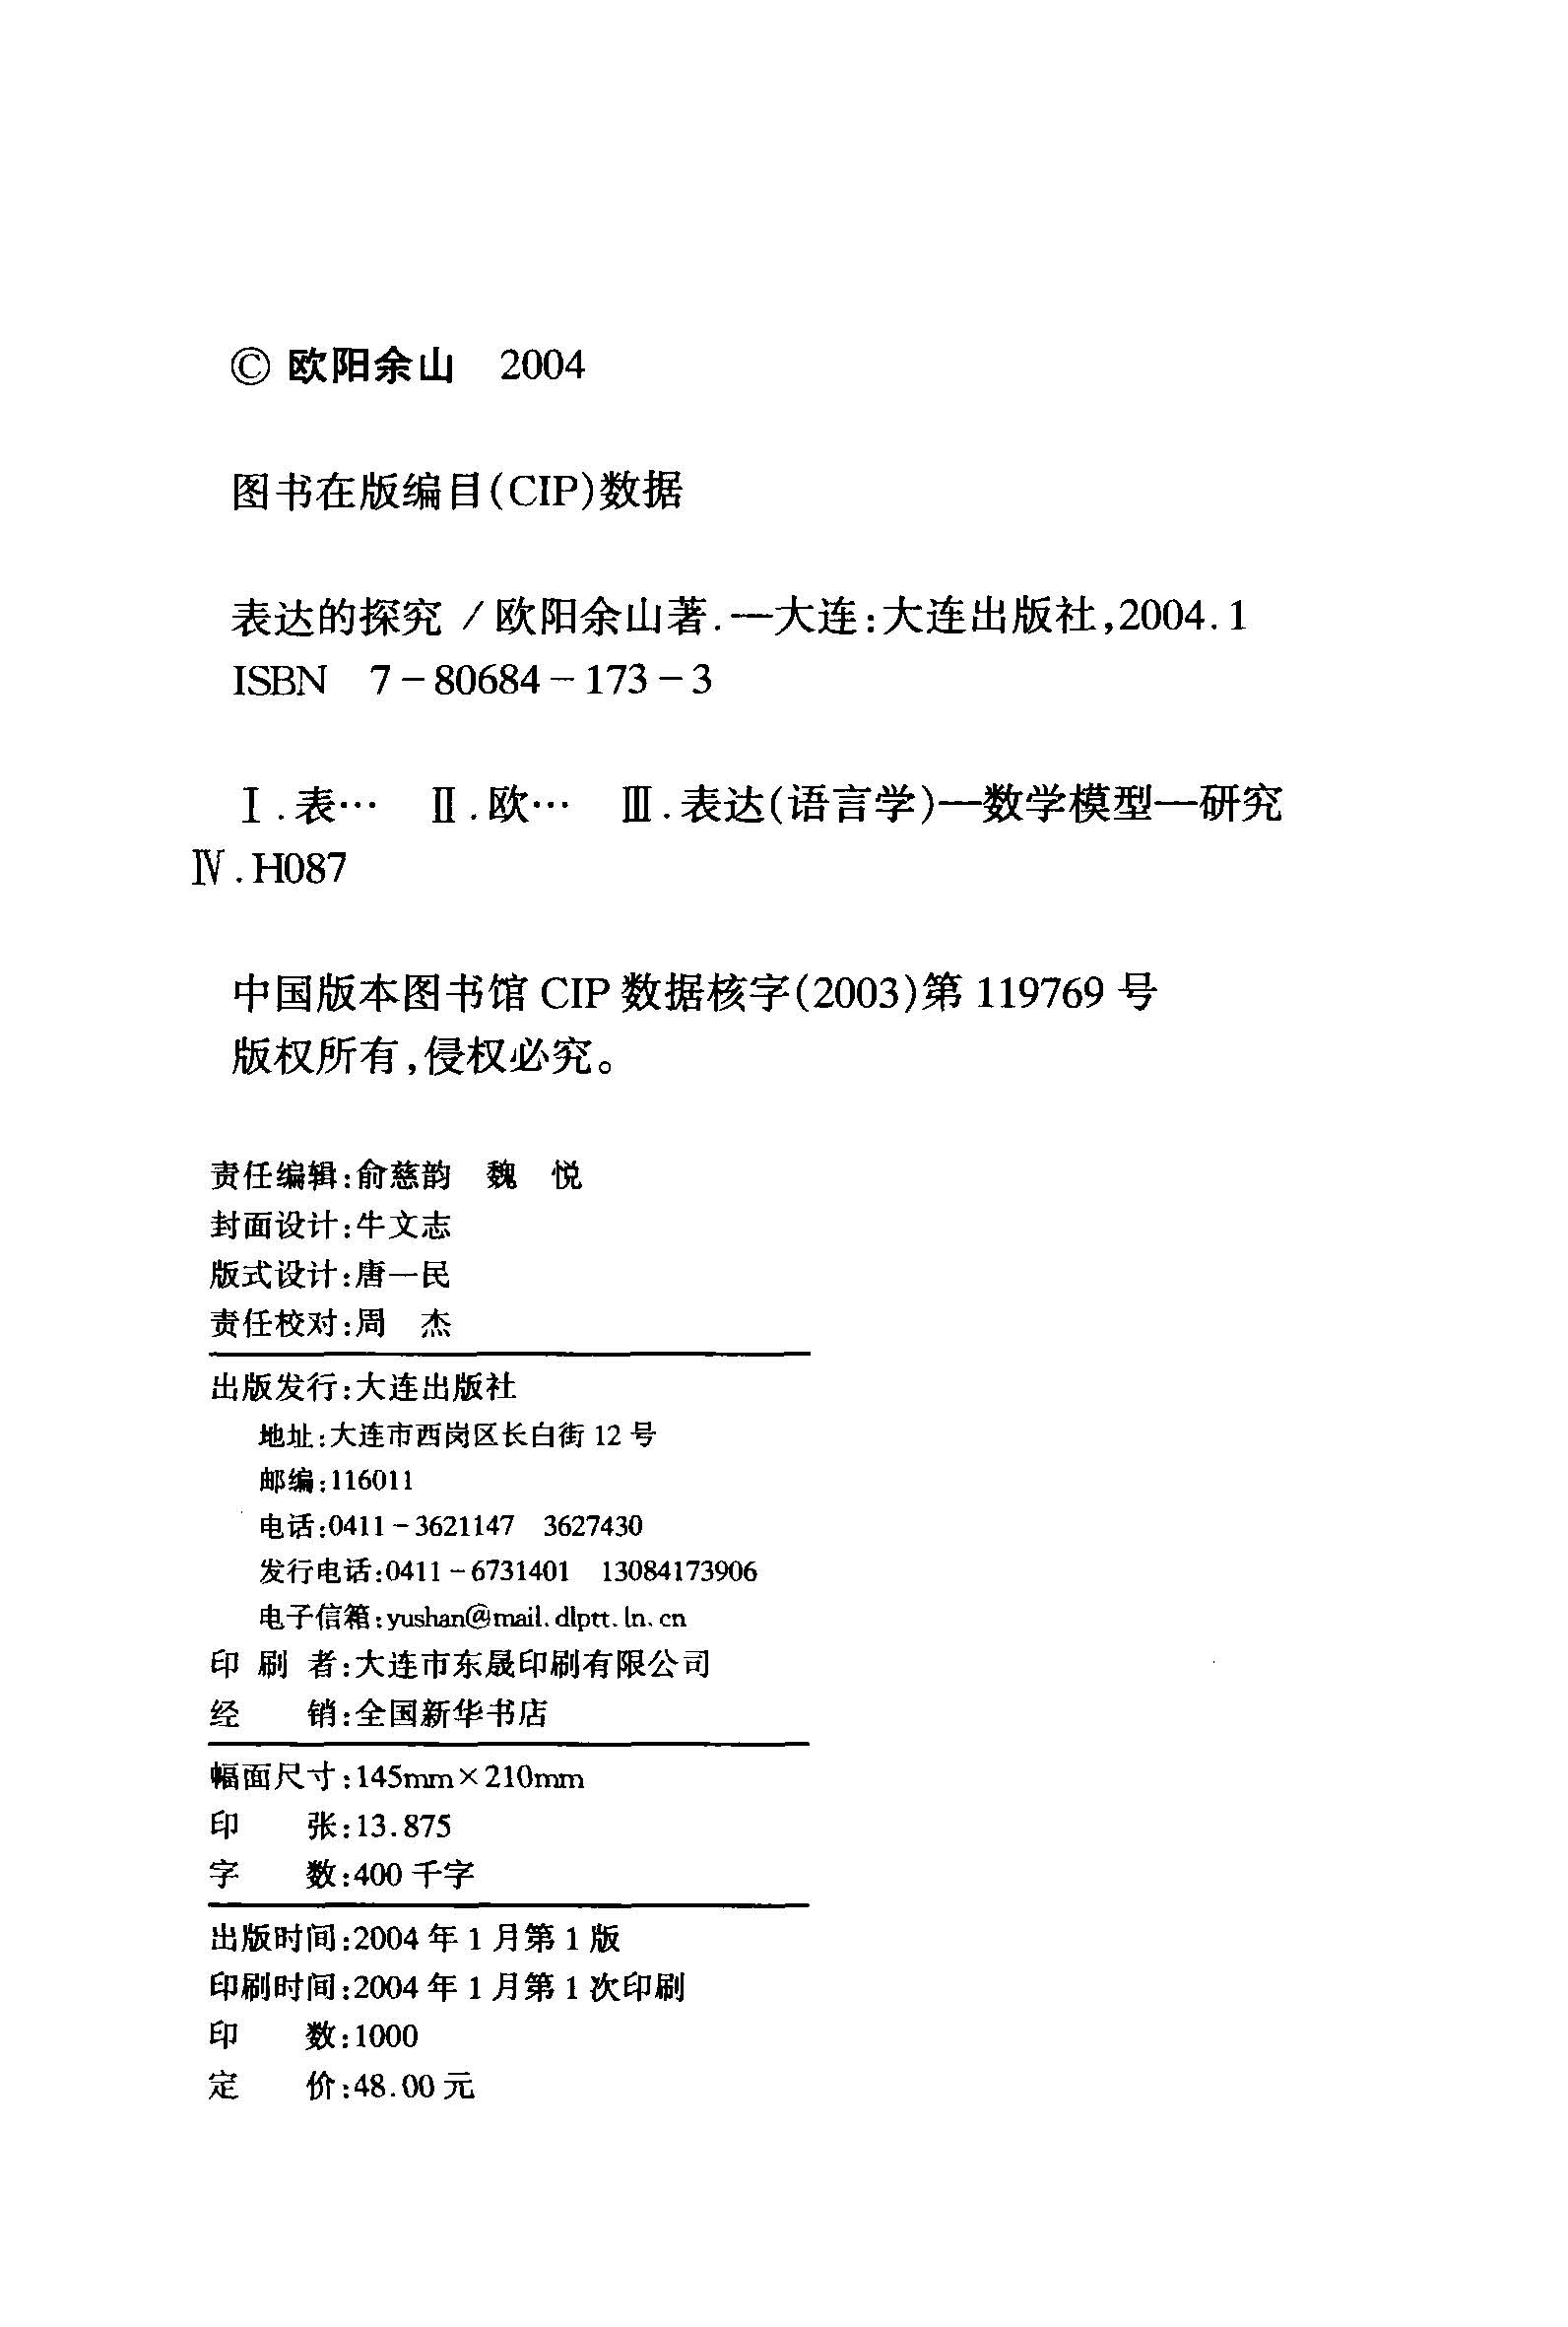 © 欧阳余山 2004
图书在版编目(CIP)数据
表达的探究 / 欧阳余山著.—大连:大连出版社,2004.1
ISBN 7-80684-173-3
Ⅰ.表… Ⅱ.欧… Ⅲ.表达(语言学)—数学模型—研究
Ⅳ.H087
中国版本图书馆 CIP 数据核字(2003)第 119769 号
版权所有,侵权必究。
责任编辑:俞慈韵 魏 悦
封面设计:牛文志
版式设计:唐一民
责任校对:周 杰
出版发行:大连出版社
地址:大连市西岗区长白街 12 号
邮编:116011
电话:0411-3621147 3627430
发行电话:0411-6731401 13084173906
电子信箱:yushan@mail.dlptt.ln.cn
印 刷 者:大连市东晟印刷有限公司
经 销:全国新华书店
幅面尺寸:145mm×210mm
印 张:13.875
字 数:400 千字
出版时间:2004 年 1 月第 1 版
印刷时间:2004 年 1 月第 1 次印刷
印 数:1000
定 价:48.00 元